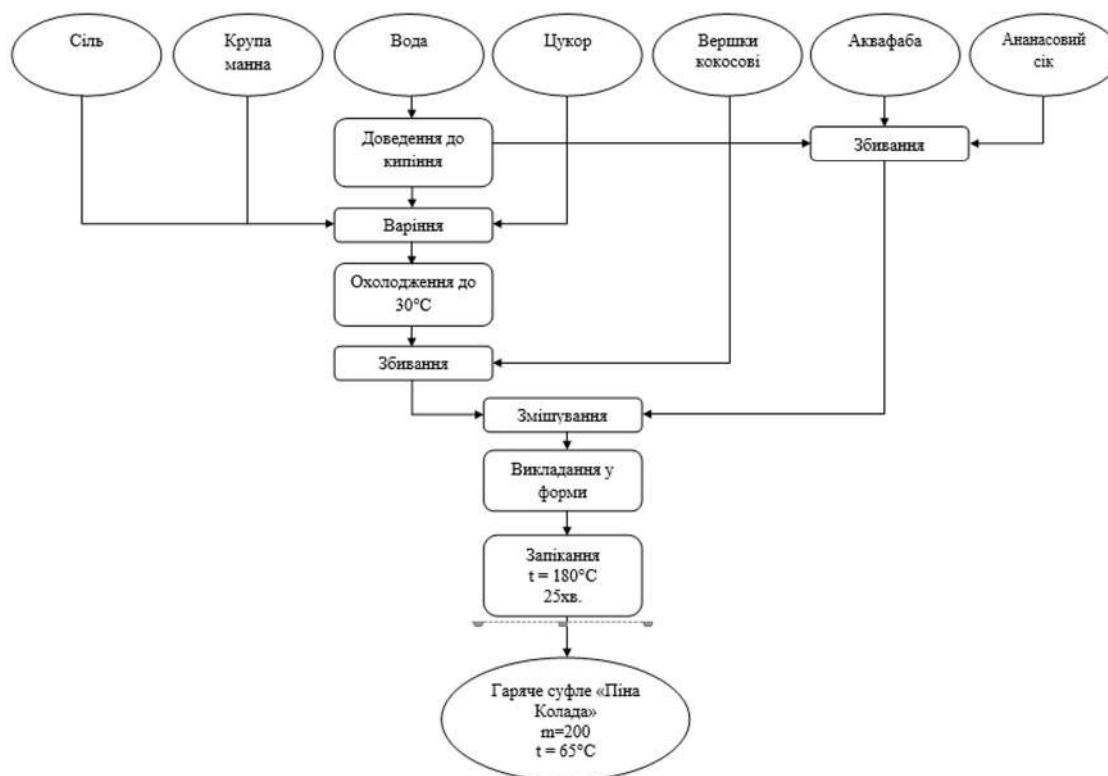 Сіль
Крупа
манна
Вода
Цукор
Вершки
кокосові
Аквафаба
Ананасовий
сік
Доведення до
кипіння
Збивання
Варіння
Охолодження до
30°С
Збивання
Змішування
Викладання у
форми
Запікання
t = 180°С
25хв.
Гаряче суфле «Піна
Колада»
m=200
t = 65°С